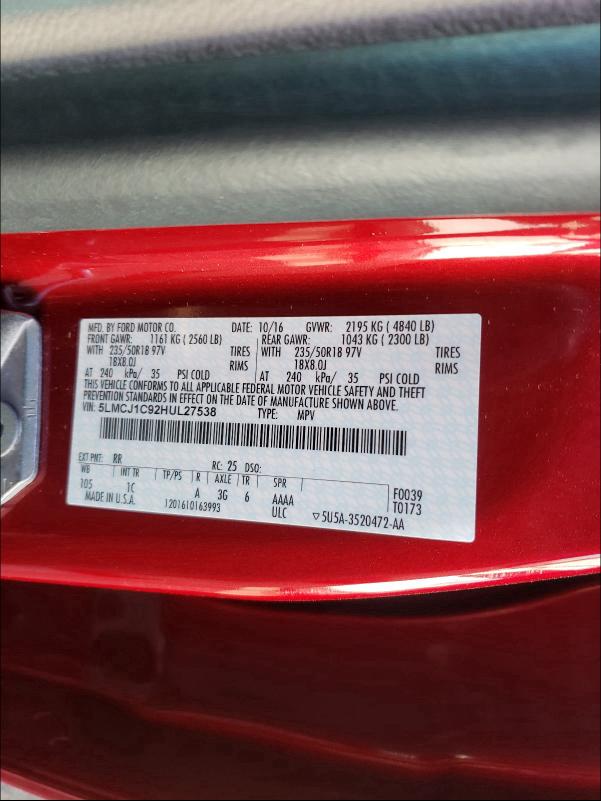 MFD. BY FORD MOTOR CO. DATE: 10/16 GVWR: 2195 KG ( 4840 LB)
FRONT GAWR: 1161 KG ( 2560 LB) REAR GAWR: 1043 KG ( 2300 LB)
WITH 235/50R18 97V TIRES WITH 235/50R18 97V TIRES
18X8.0J RIMS 18X8.0J RIMS
AT 240 kPa/ 35 PSI COLD AT 240 kPa/ 35 PSI COLD
THIS VEHICLE CONFORMS TO ALL APPLICABLE FEDERAL MOTOR VEHICLE SAFETY AND THEFT
PREVENTION STANDARDS IN EFFECT ON THE DATE OF MANUFACTURE SHOWN ABOVE.
VIN: 5LMCJ1C92HUL27538 TYPE: MPV
EXT PNT: RR RC: 25 DSO:
WB INT TR TP/PS R AXLE TR SPR
105 1C A 3G 6 AAAA F0039
MADE IN U.S.A. 1201610163993 ULC ▽5U5A-3520472-AA T0173